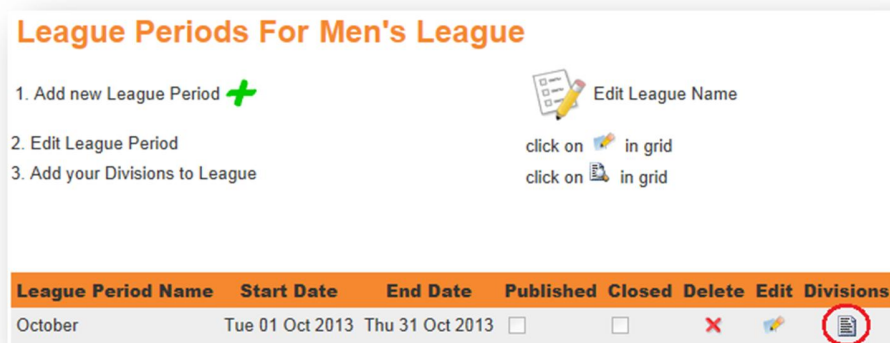 League Periods For Men's League
1. Add new League Period
Edit League Name
2. Edit League Period
click on in grid
3. Add your Divisions to League
click on in grid
League Period Name Start Date End Date Published Closed Delete Edit Divisions
October Tue 01 Oct 2013 Thu 31 Oct 2013